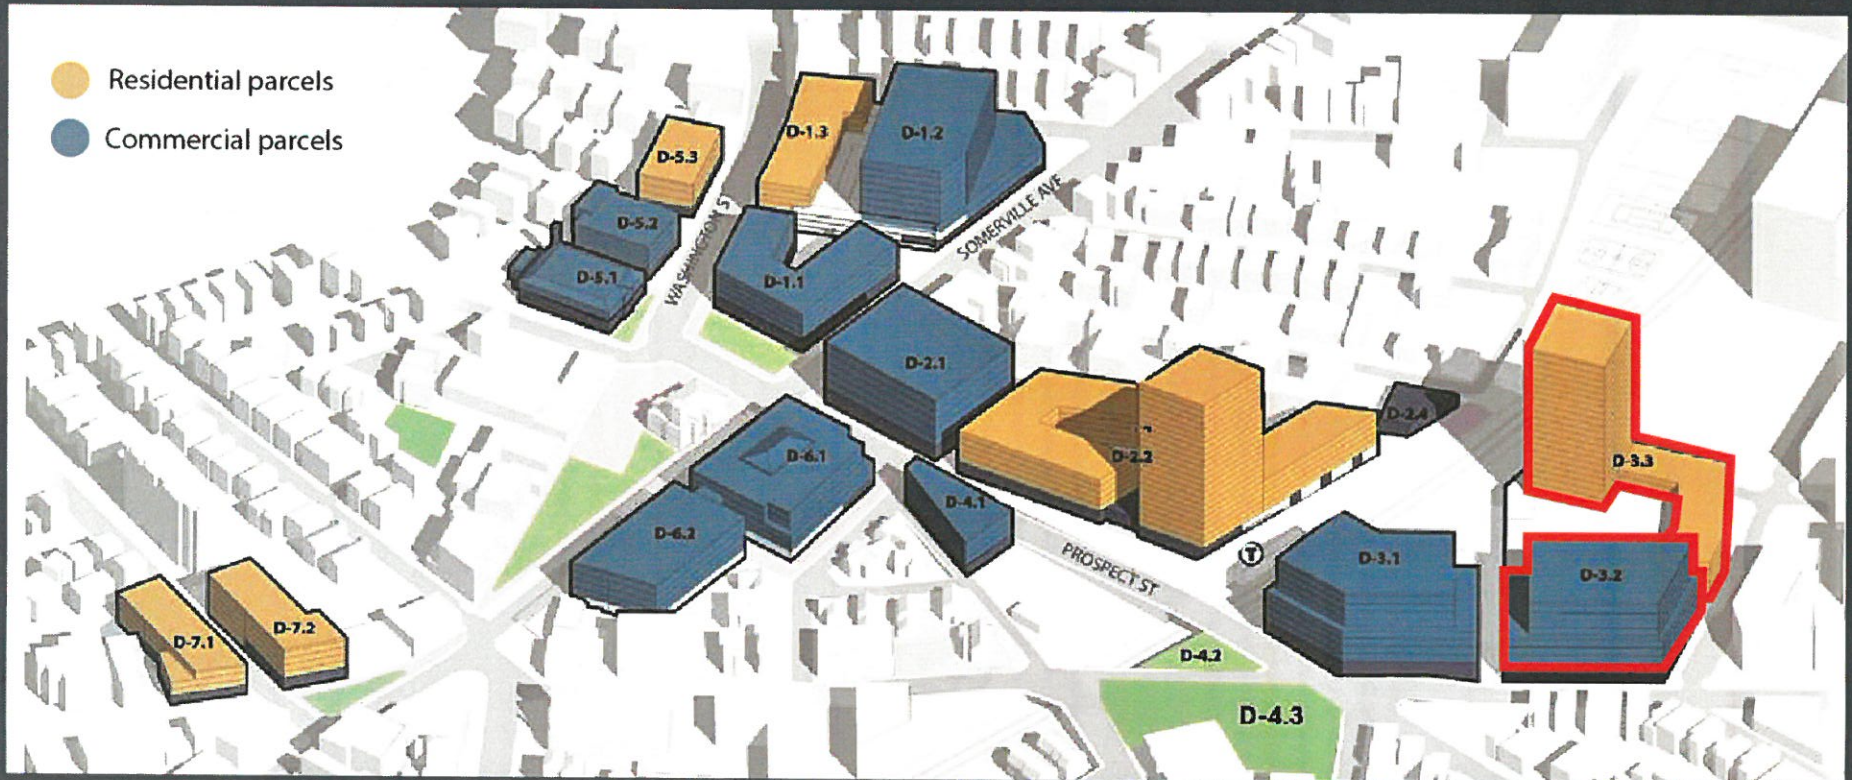 Residential parcels
Commercial parcels
D-1.3
D-1.2
D-5.3
D-5.2
WASHINGTON ST
SOMERVILLE AVE
D-5.1
D-1.1
D-2.1
D-2.4
D-6.1
D-2.2
D-3.3
D-4.1
D-6.2
T
PROSPECT ST
D-3.1
D-3.2
D-7.2
D-7.1
D-4.2
D-4.3